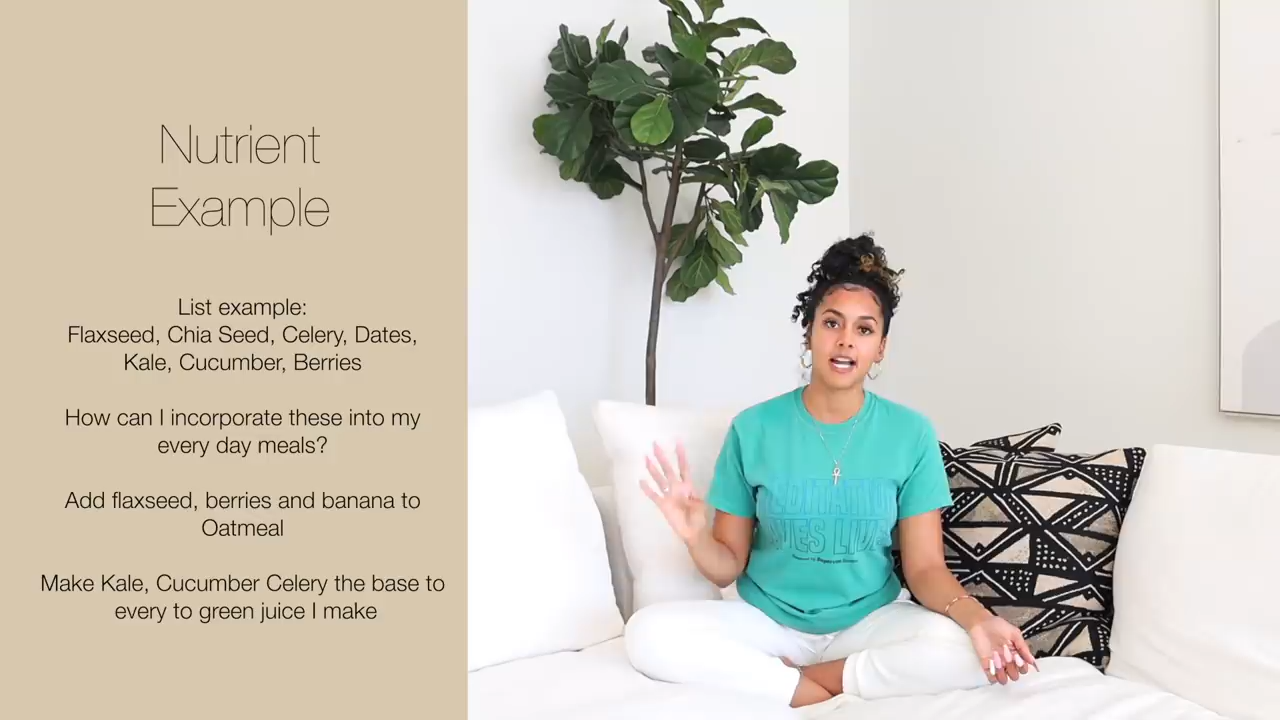 Nutrient
Example
List example:
Flaxseed, Chia Seed, Celery, Dates,
Kale, Cucumber, Berries
How can I incorporate these into my
every day meals?
Add flaxseed, berries and banana to
Oatmeal
Make Kale, Cucumber Celery the base to
every to green juice I make